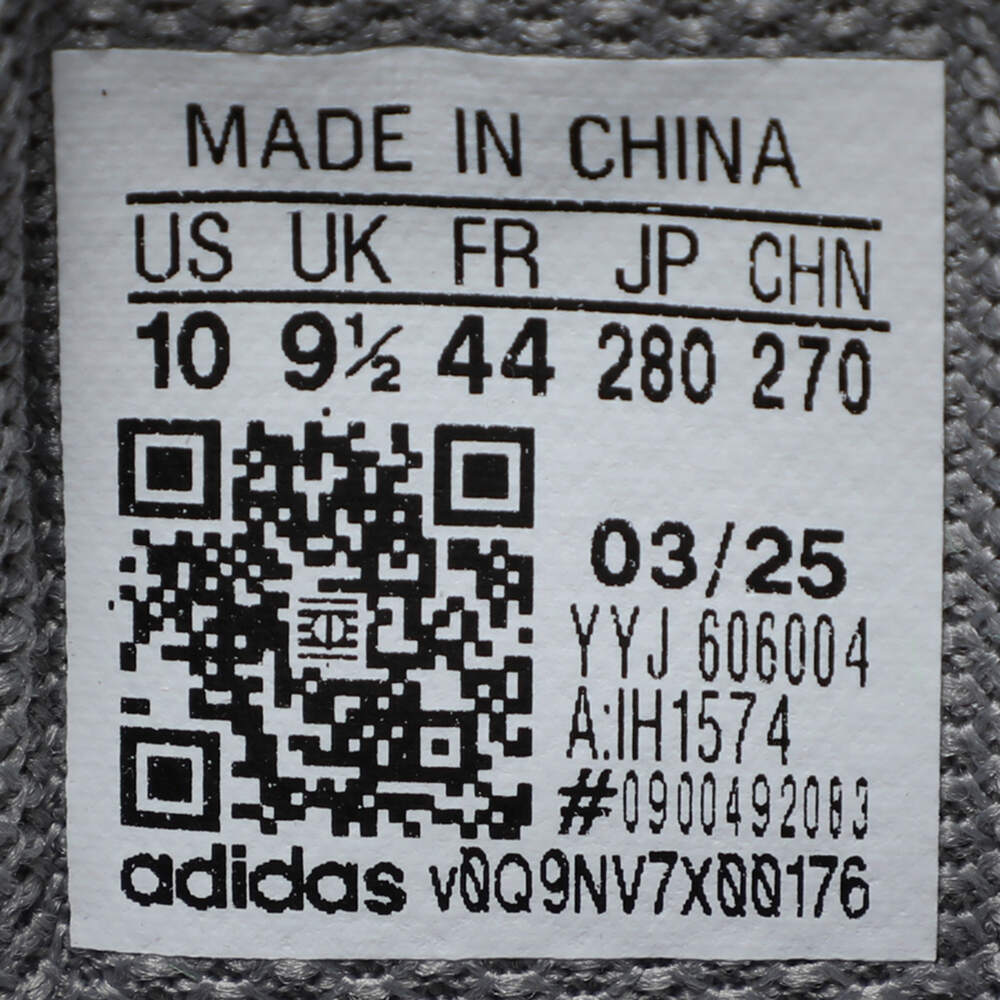 MADE IN CHINA
US UK FR JP CHN
10 9½ 44 280 270
03/25
YYJ 606004
A:IH1574
#0900492083
adidas v0Q9NV7X00176